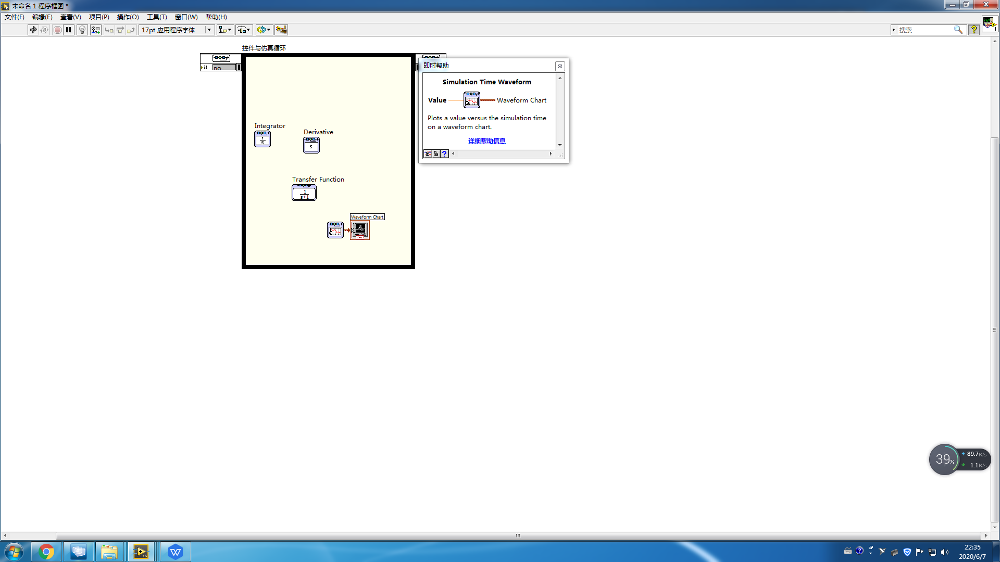 未命名 1 程序框图 *
文件(F) 编辑(E) 查看(V) 项目(P) 操作(O) 工具(T) 窗口(W) 帮助(H)
17pt 应用程序字体
搜索
控件与仿真循环
?!
no
即时帮助
Simulation Time Waveform
Value
Waveform Chart
Plots a value versus the simulation time
on a waveform chart.
详细帮助信息
Integrator
1
s
Derivative
s
Transfer Function
1
s+1
Waveform Chart
39%
89.7K/s
1.1K/s
22:35
2020/6/7